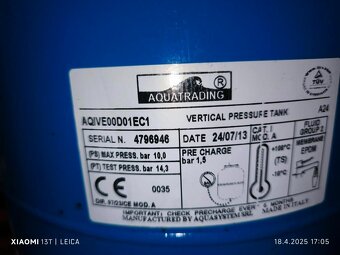 AQUATRADING ®
AQIVE00D01EC1 VERTICAL PRESSURE TANK A24
SERIAL N. 4796946 DATE 24/07/13 CAT. I MOD. A FLUID GROUP 2
(PS) MAX PRESS. bar 10,0 PRE CHARGE bar 1,5 +100°C MEMBRANE EPDM
(PT) TEST PRESS. bar 14,3 (TS)
CE 0035 -10°C
DIR. 97/23/CE MOD. A
IMPORTANT! CHECK PRECHARGE EVERY 6 MONTHS
MANUFACTURED BY AQUASYSTEM SRL MADE IN ITALY
XIAOMI 13T | LEICA 18.4.2025 17:05